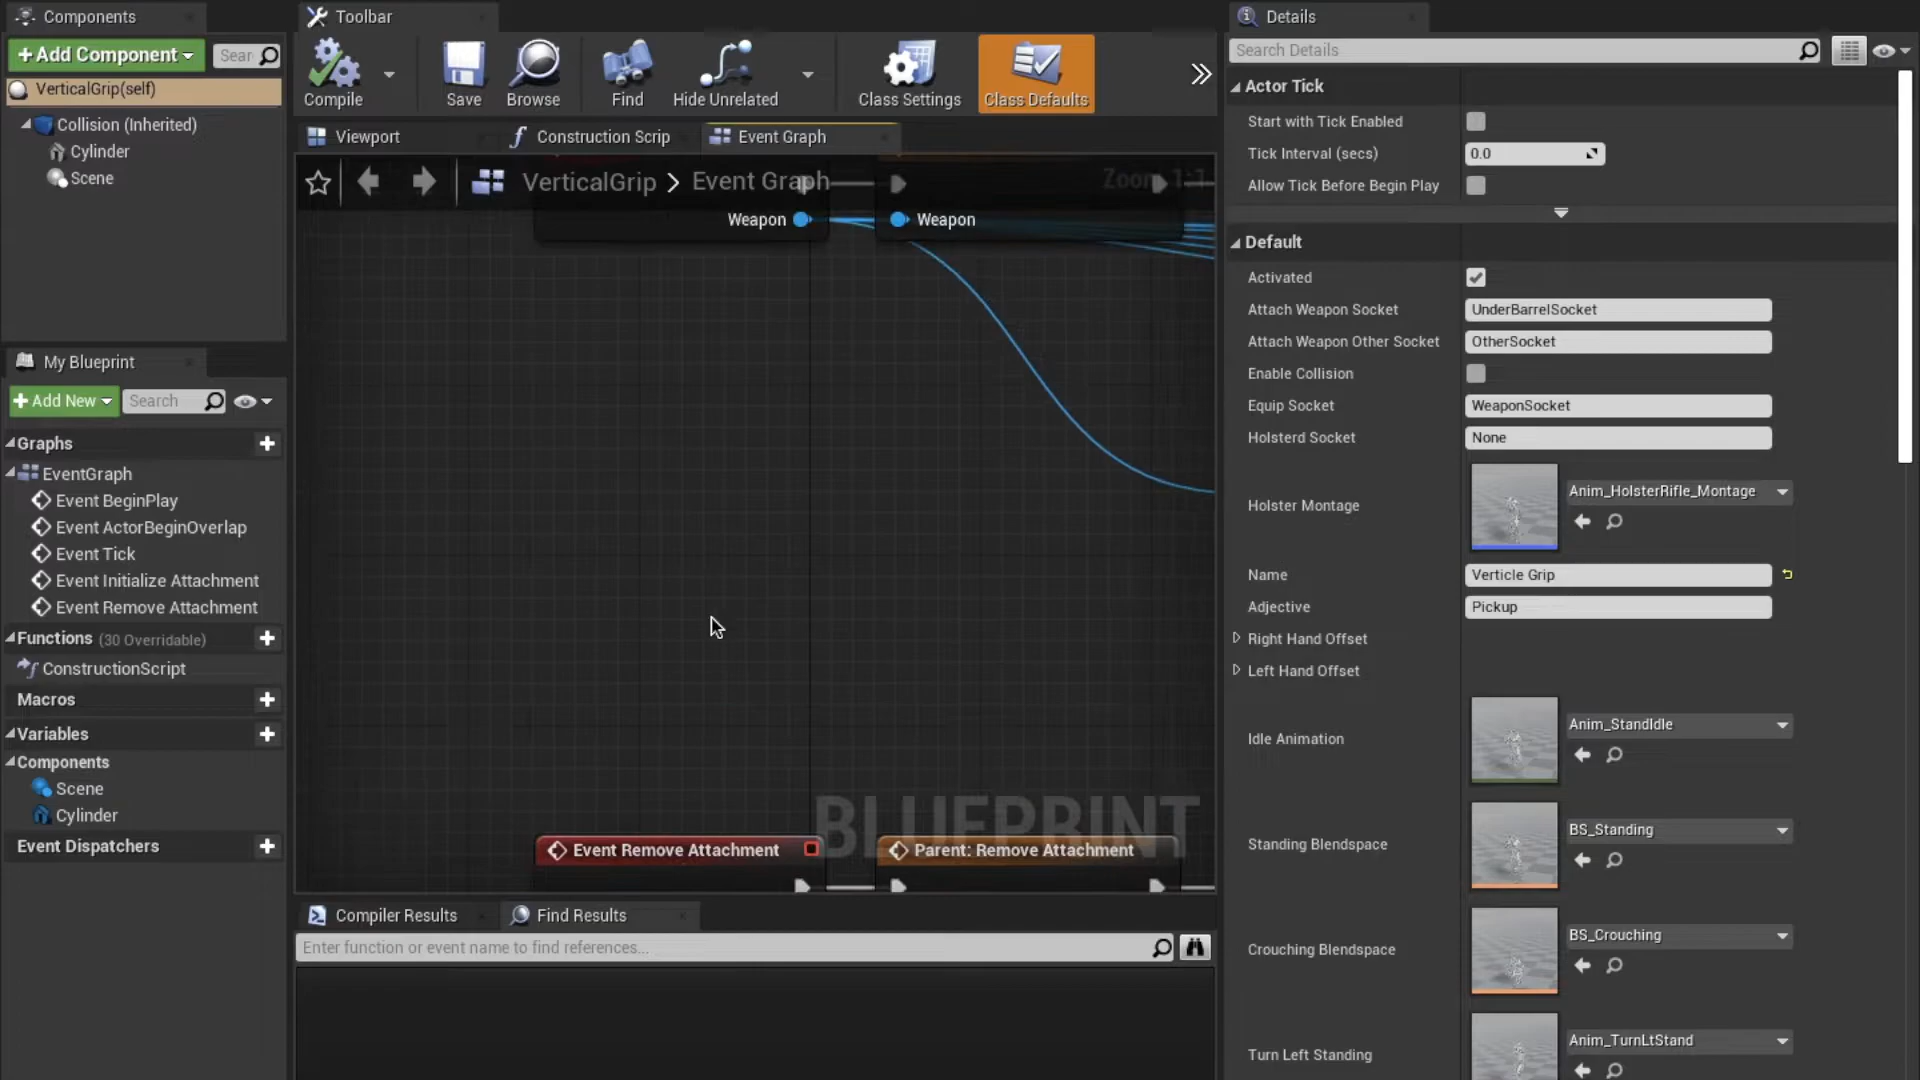 Components
Add Component
Sear
VerticalGrip(self)
Collision (Inherited)
Cylinder
Scene
My Blueprint
Add New
Search
Graphs
EventGraph
Event BeginPlay
Event ActorBeginOverlap
Event Tick
Event Initialize Attachment
Event Remove Attachment
Functions (30 Overridable)
ConstructionScript
Macros
Variables
Components
Scene
Cylinder
Event Dispatchers
Toolbar
Compile
Save
Browse
Find
Hide Unrelated
Class Settings
Class Defaults
Viewport
Construction Scrip
Event Graph
VerticalGrip > Event Graph
Zoom 1:1
Weapon
Weapon
BLUEPRINT
Event Remove Attachment
Parent: Remove Attachment
Compiler Results
Find Results
Enter function or event name to find references...
Details
Search Details
Actor Tick
Start with Tick Enabled
Tick Interval (secs) 0.0
Allow Tick Before Begin Play
Default
Activated
Attach Weapon Socket UnderBarrelSocket
Attach Weapon Other Socket OtherSocket
Enable Collision
Equip Socket WeaponSocket
Holsterd Socket None
Holster Montage Anim_HolsterRifle_Montage
Name Verticle Grip
Adjective Pickup
Right Hand Offset
Left Hand Offset
Idle Animation Anim_StandIdle
Standing Blendspace BS_Standing
Crouching Blendspace BS_Crouching
Turn Left Standing Anim_TurnLtStand